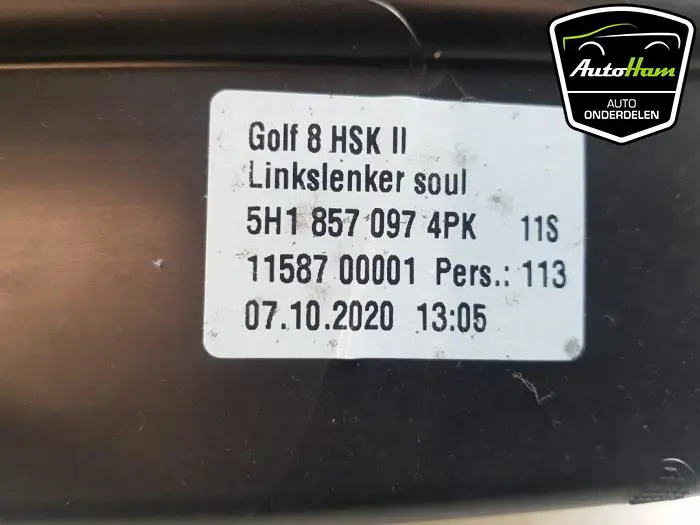 AutoHam
AUTO
ONDERDELEN
Golf 8 HSK II
Linkslenker soul
5H1 857 097 4PK 11S
11587 00001 Pers.: 113
07.10.2020 13:05